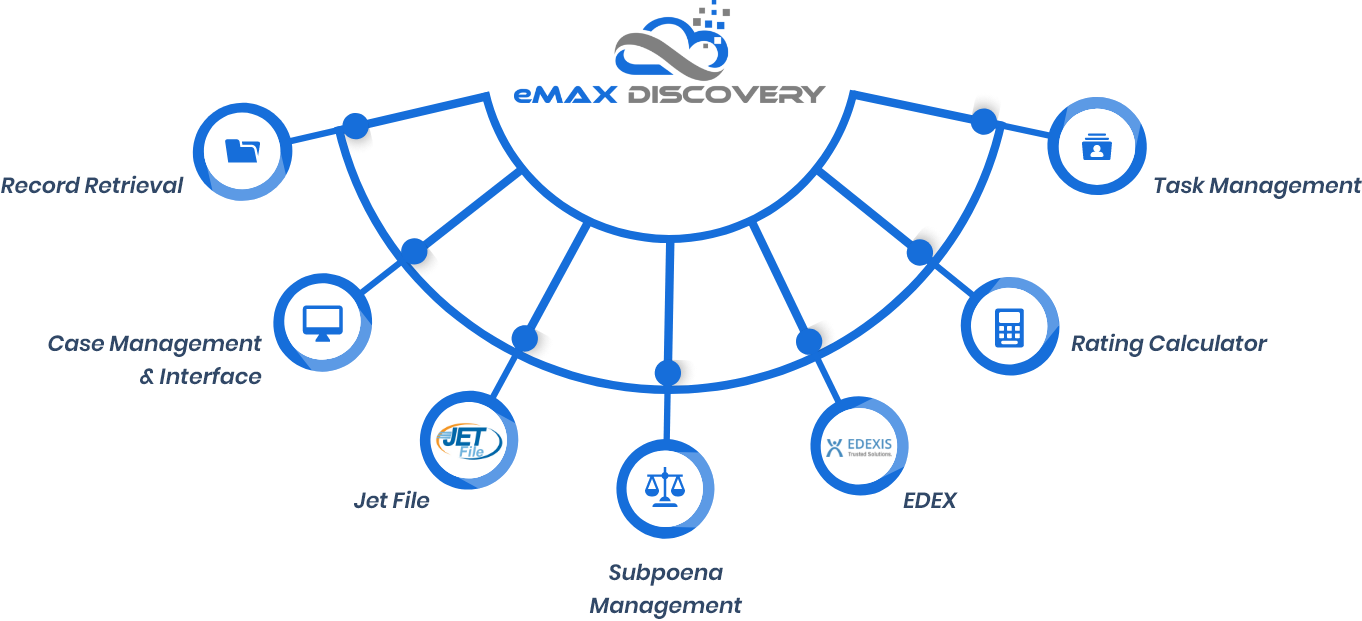 eMAX DISCOVERY
Record Retrieval
Task Management
Case Management
& Interface
Rating Calculator
JET
File
Jet File
EDEXIS
Trusted Solutions.
EDEX
Subpoena
Management